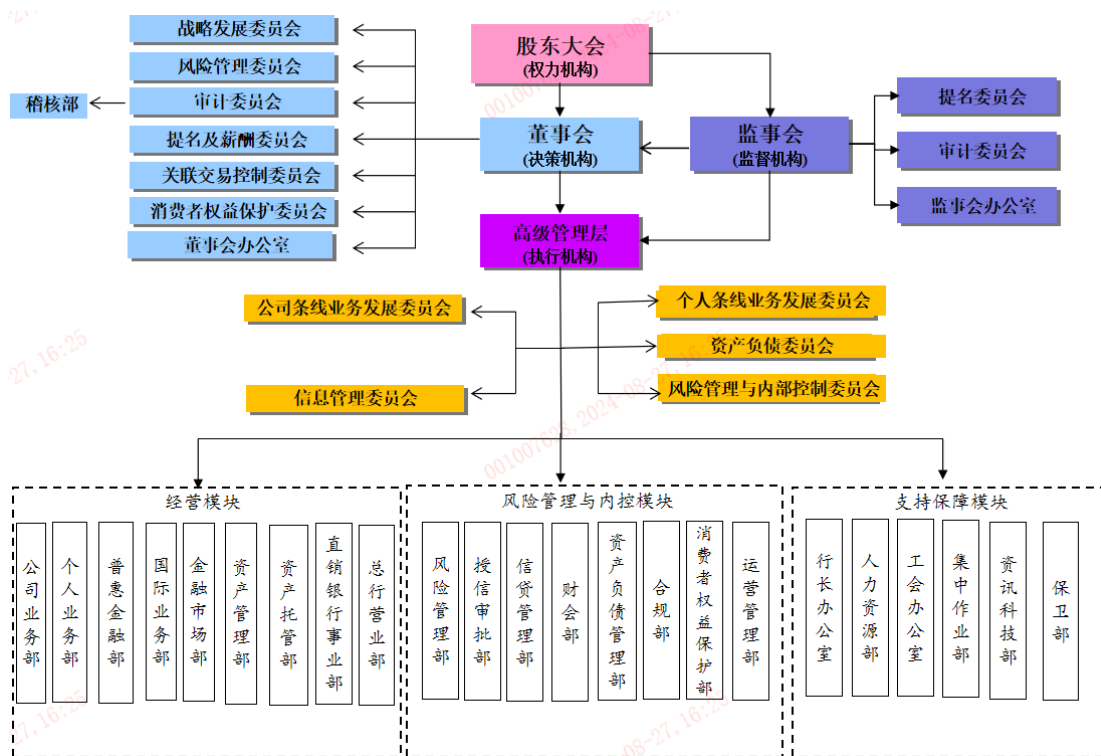 战略发展委员会
风险管理委员会
审计委员会
稽核部
提名及薪酬委员会
关联交易控制委员会
消费者权益保护委员会
董事会办公室
股东大会
(权力机构)
董事会
(决策机构)
监事会
(监督机构)
高级管理层
(执行机构)
提名委员会
审计委员会
监事会办公室
公司条线业务发展委员会
信息管理委员会
个人条线业务发展委员会
资产负债委员会
风险管理与内部控制委员会
经营模块
公司业务部
个人业务部
普惠金融部
国际业务部
金融市场部
资产管理部
资产托管部
直销银行事业部
总行营业部
风险管理与内控模块
风险管理部
授信审批部
信贷管理部
财会部
资产负债管理部
合规部
消费者权益保护部
运营管理部
支持保障模块
行长办公室
人力资源部
工会办公室
集中作业部
资讯科技部
保卫部
001007628,2024-08-27,16:25